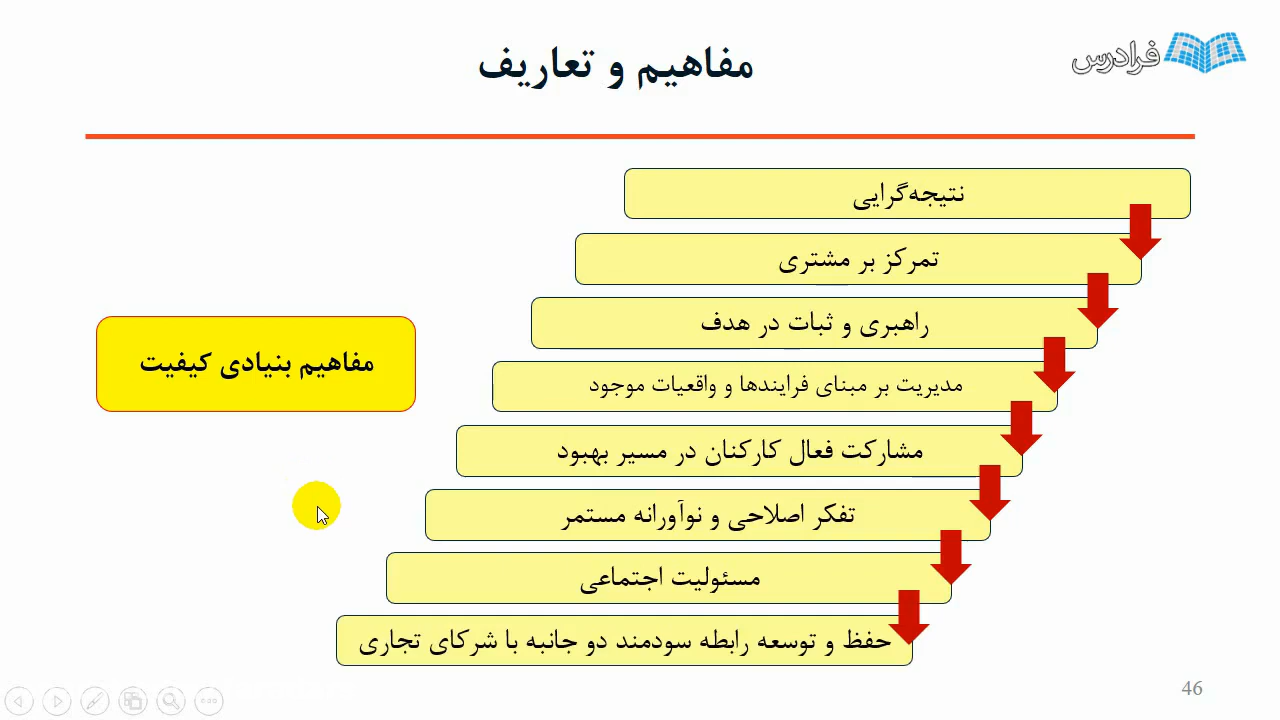 فرادرس
مفاهیم و تعاریف
نتیجه‌گرایی
تمرکز بر مشتری
راهبری و ثبات در هدف
مدیریت بر مبنای فرایندها و واقعیات موجود
مشارکت فعال کارکنان در مسیر بهبود
تفکر اصلاحی و نوآورانه مستمر
مسئولیت اجتماعی
حفظ و توسعه رابطه سودمند دو جانبه با شرکای تجاری
مفاهیم بنیادی کیفیت
46